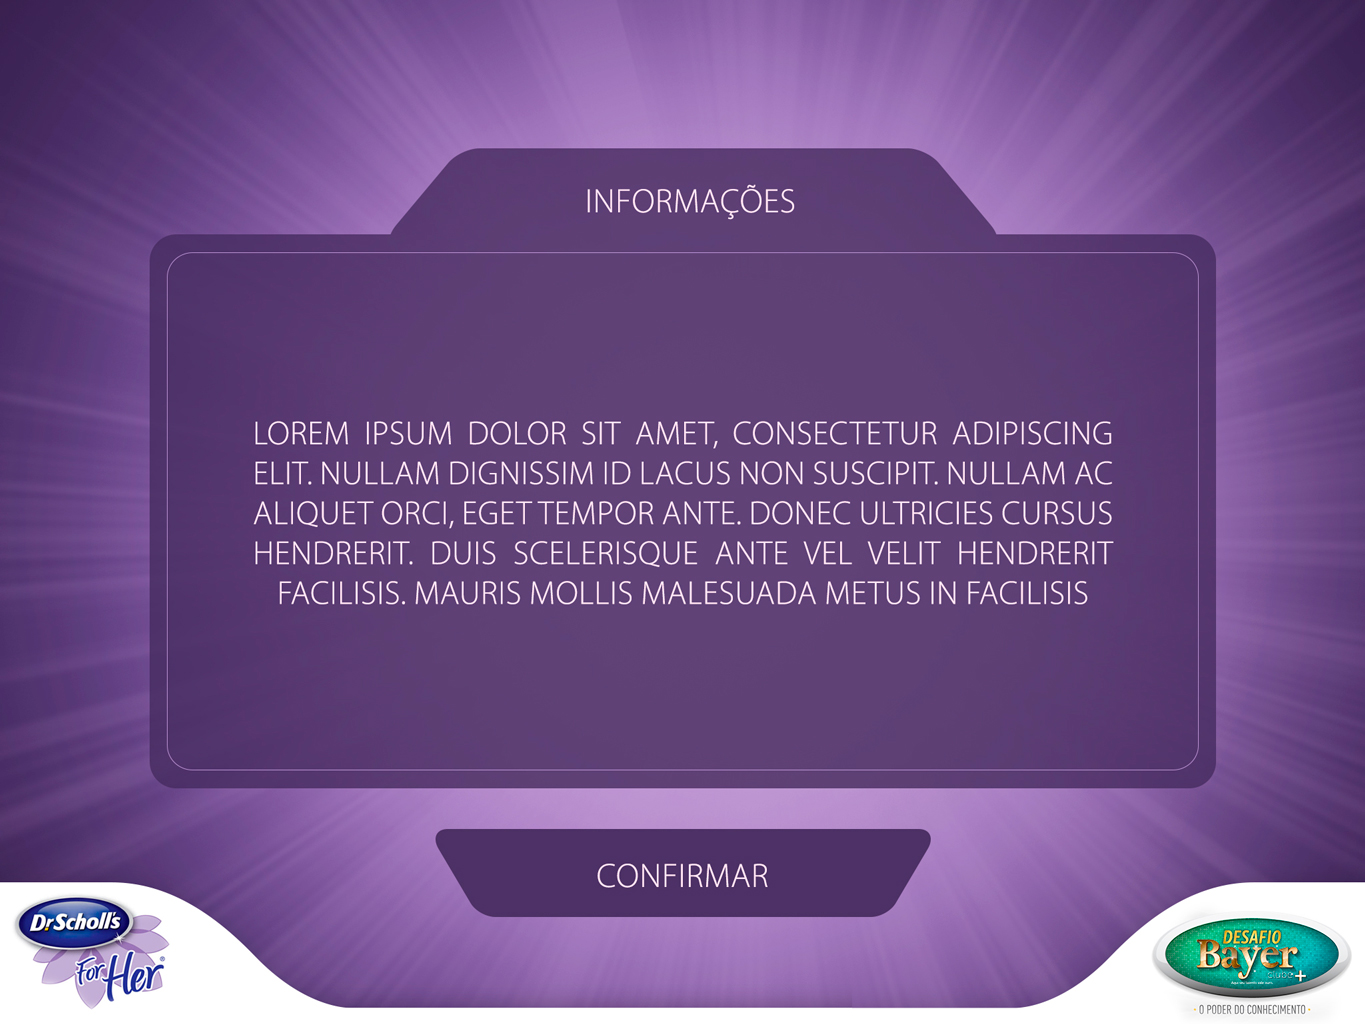 INFORMAÇÕES
LOREM IPSUM DOLOR SIT AMET, CONSECTETUR ADIPISCING
ELIT. NULLAM DIGNISSIM ID LACUS NON SUSCIPIT. NULLAM AC
ALIQUET ORCI, EGET TEMPOR ANTE. DONEC ULTRICIES CURSUS
HENDRERIT. DUIS SCELERISQUE ANTE VEL VELIT HENDRERIT
FACILISIS. MAURIS MOLLIS MALESUADA METUS IN FACILISIS
CONFIRMAR
Dr.Scholl's
For Her®
DESAFIO
Bayer
clube+
O PODER DO CONHECIMENTO